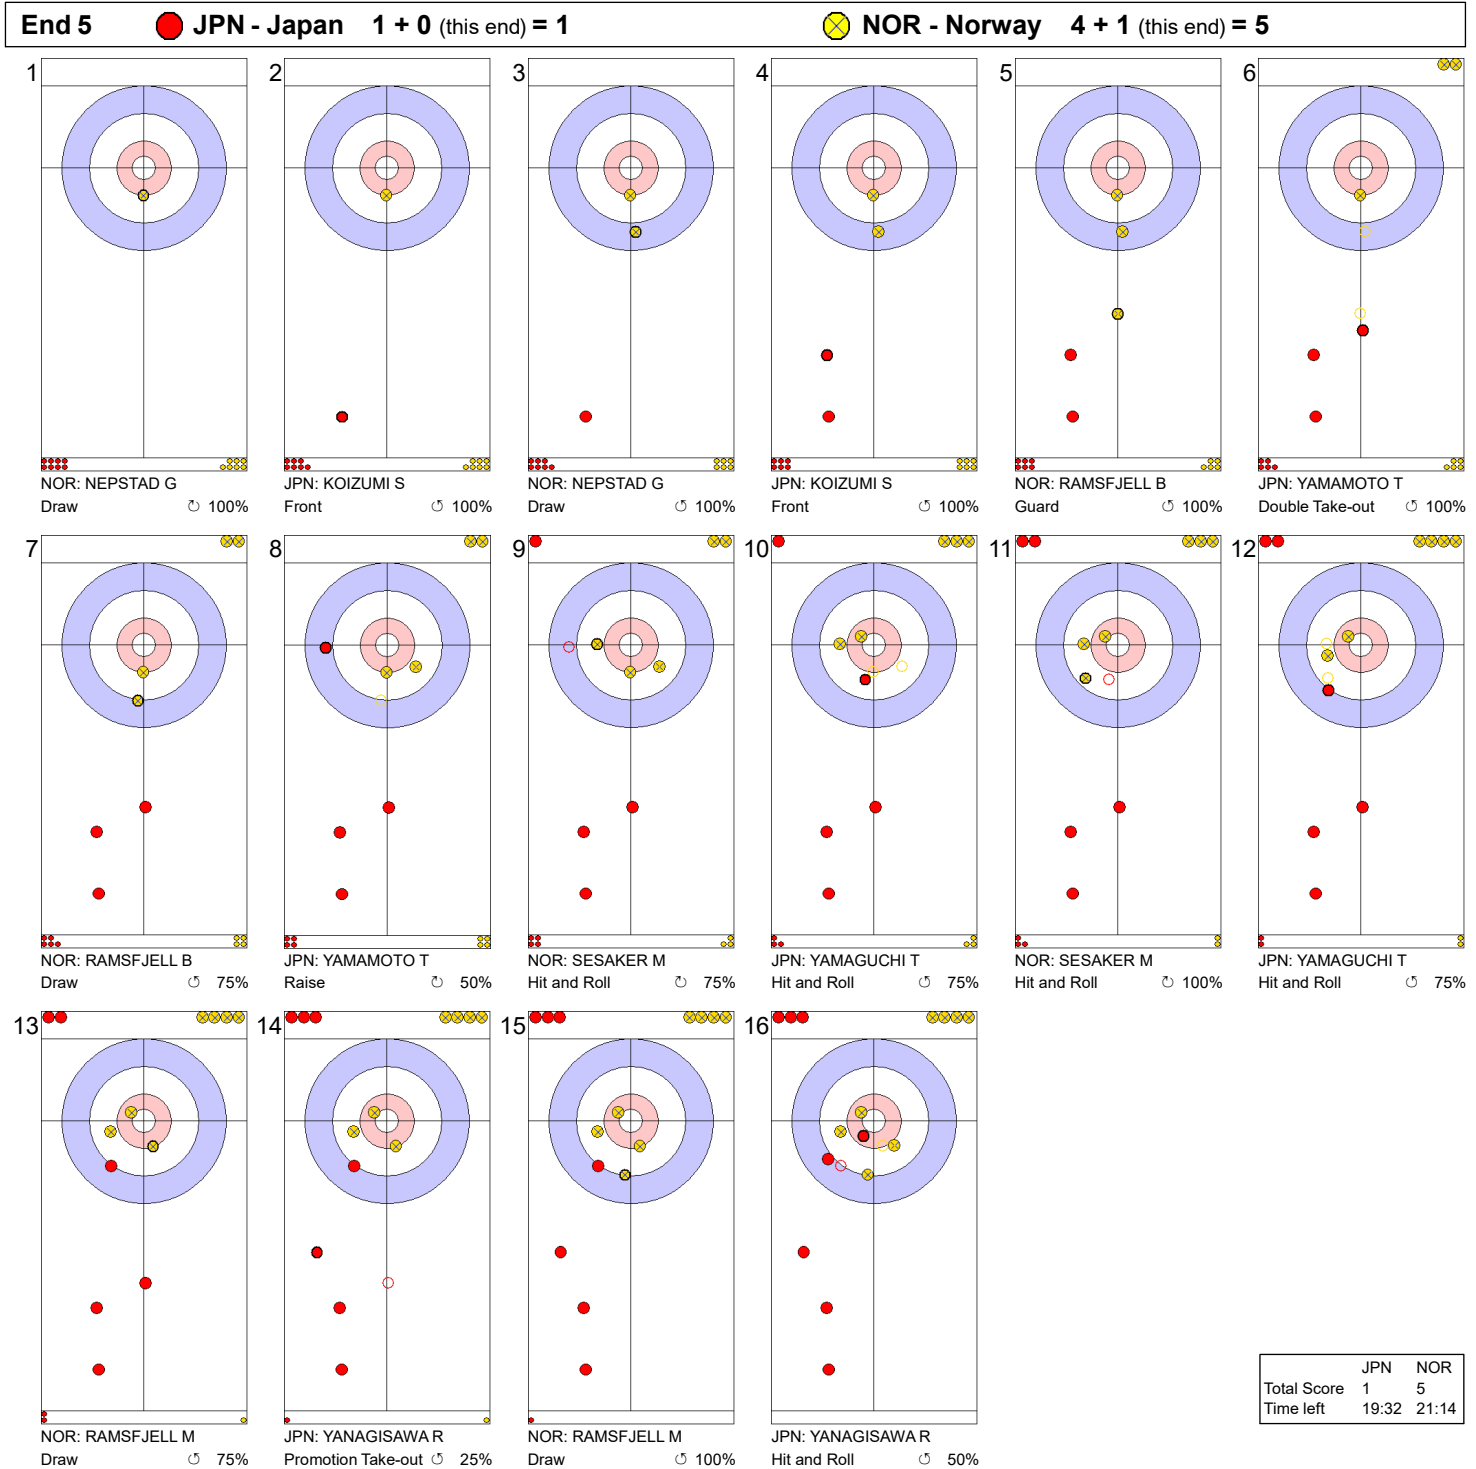 End 5 JPN - Japan 1 + 0 (this end) = 1 NOR - Norway 4 + 1 (this end) = 5
1 2 3 4 5 6
NOR: NEPSTAD G JPN: KOIZUMI S NOR: NEPSTAD G JPN: KOIZUMI S NOR: RAMSFJELL B JPN: YAMAMOTO T
Draw ↻ 100% Front ↺ 100% Draw ↺ 100% Front ↺ 100% Guard ↺ 100% Double Take-out ↺ 100%
7 8 9 10 11 12
NOR: RAMSFJELL B JPN: YAMAMOTO T NOR: SESAKER M JPN: YAMAGUCHI T NOR: SESAKER M JPN: YAMAGUCHI T
Draw ↺ 75% Raise ↻ 50% Hit and Roll ↻ 75% Hit and Roll ↺ 75% Hit and Roll ↺ 100% Hit and Roll ↺ 75%
13 14 15 16
NOR: RAMSFJELL M JPN: YANAGISAWA R NOR: RAMSFJELL M JPN: YANAGISAWA R
Draw ↺ 75% Promotion Take-out ↺ 25% Draw ↺ 100% Hit and Roll ↺ 50%
JPN NOR
Total Score 1 5
Time left 19:32 21:14